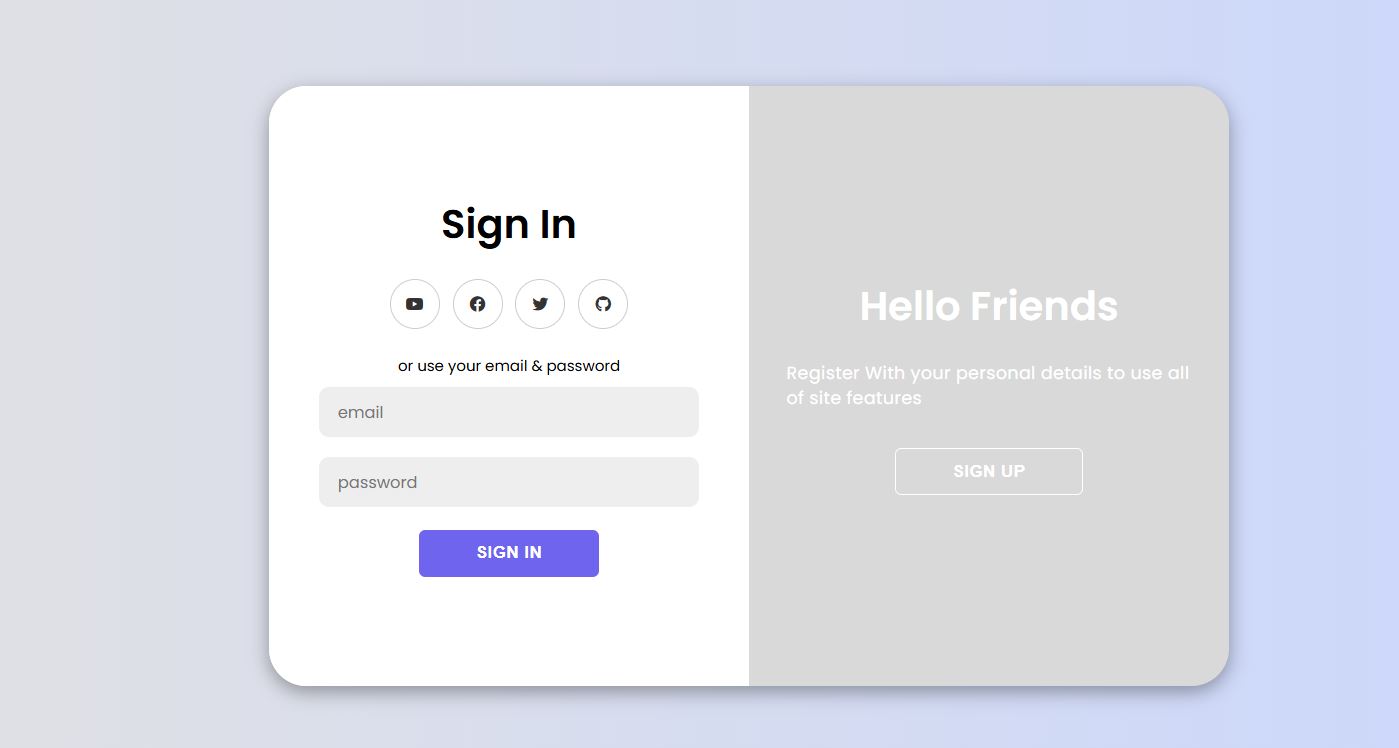 Sign In
or use your email & password
email
password
SIGN IN
Hello Friends
Register With your personal details to use all
of site features
SIGN UP